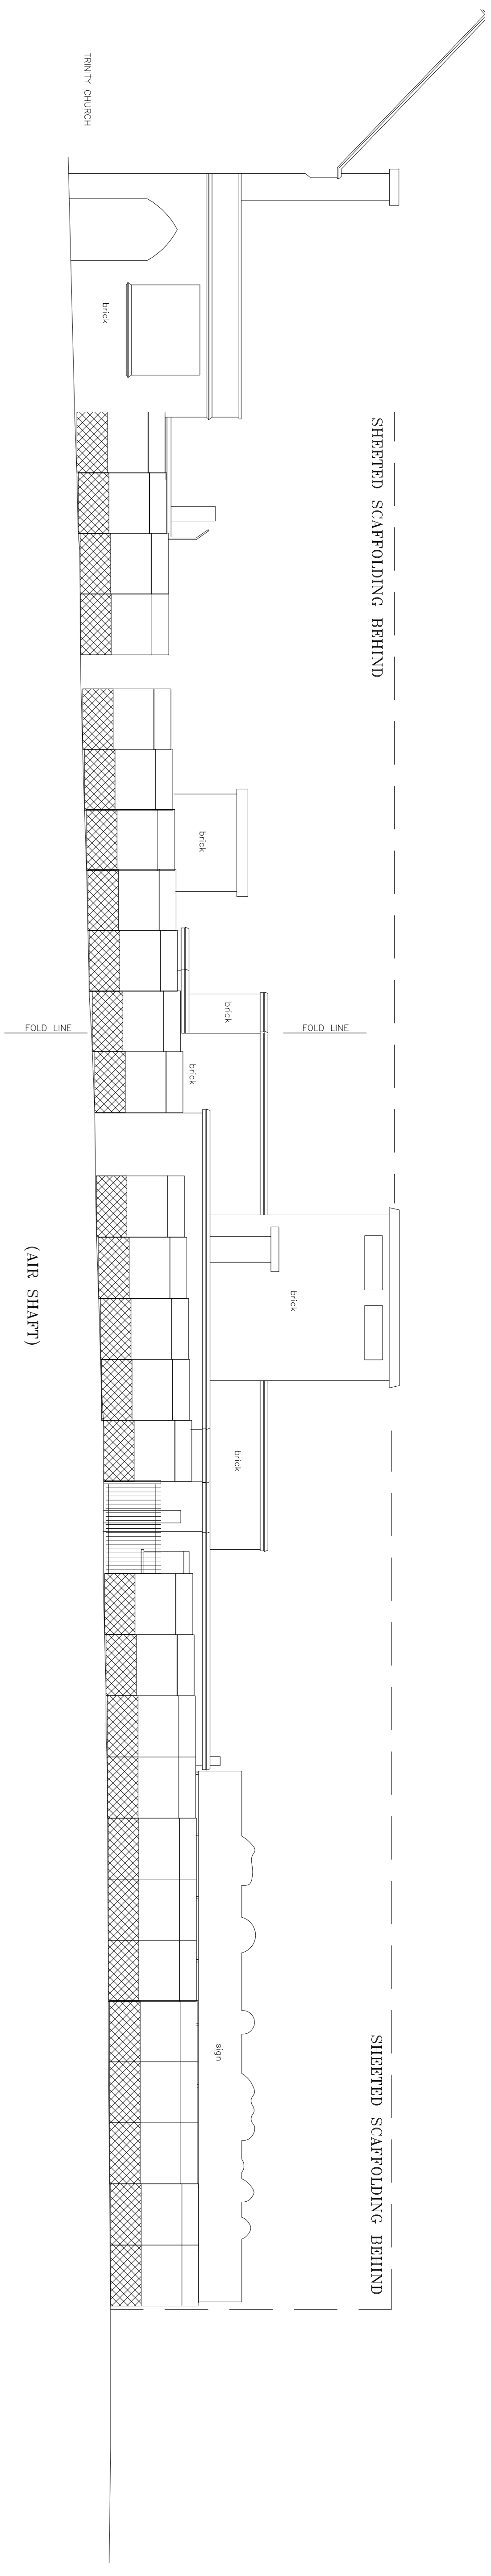 TRINITY CHURCH
brick
SHEETED SCAFFOLDING BEHIND
brick
brick
FOLD LINE
FOLD LINE
brick
(AIR SHAFT)
brick
brick
sign
SHEETED SCAFFOLDING BEHIND